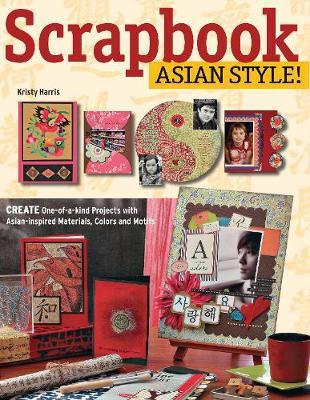 Scrapbook
ASIAN STYLE!
Kristy Harris
CREATE One-of-a-kind Projects with
Asian-inspired Materials, Colors and Motifs
A
사랑해요
和